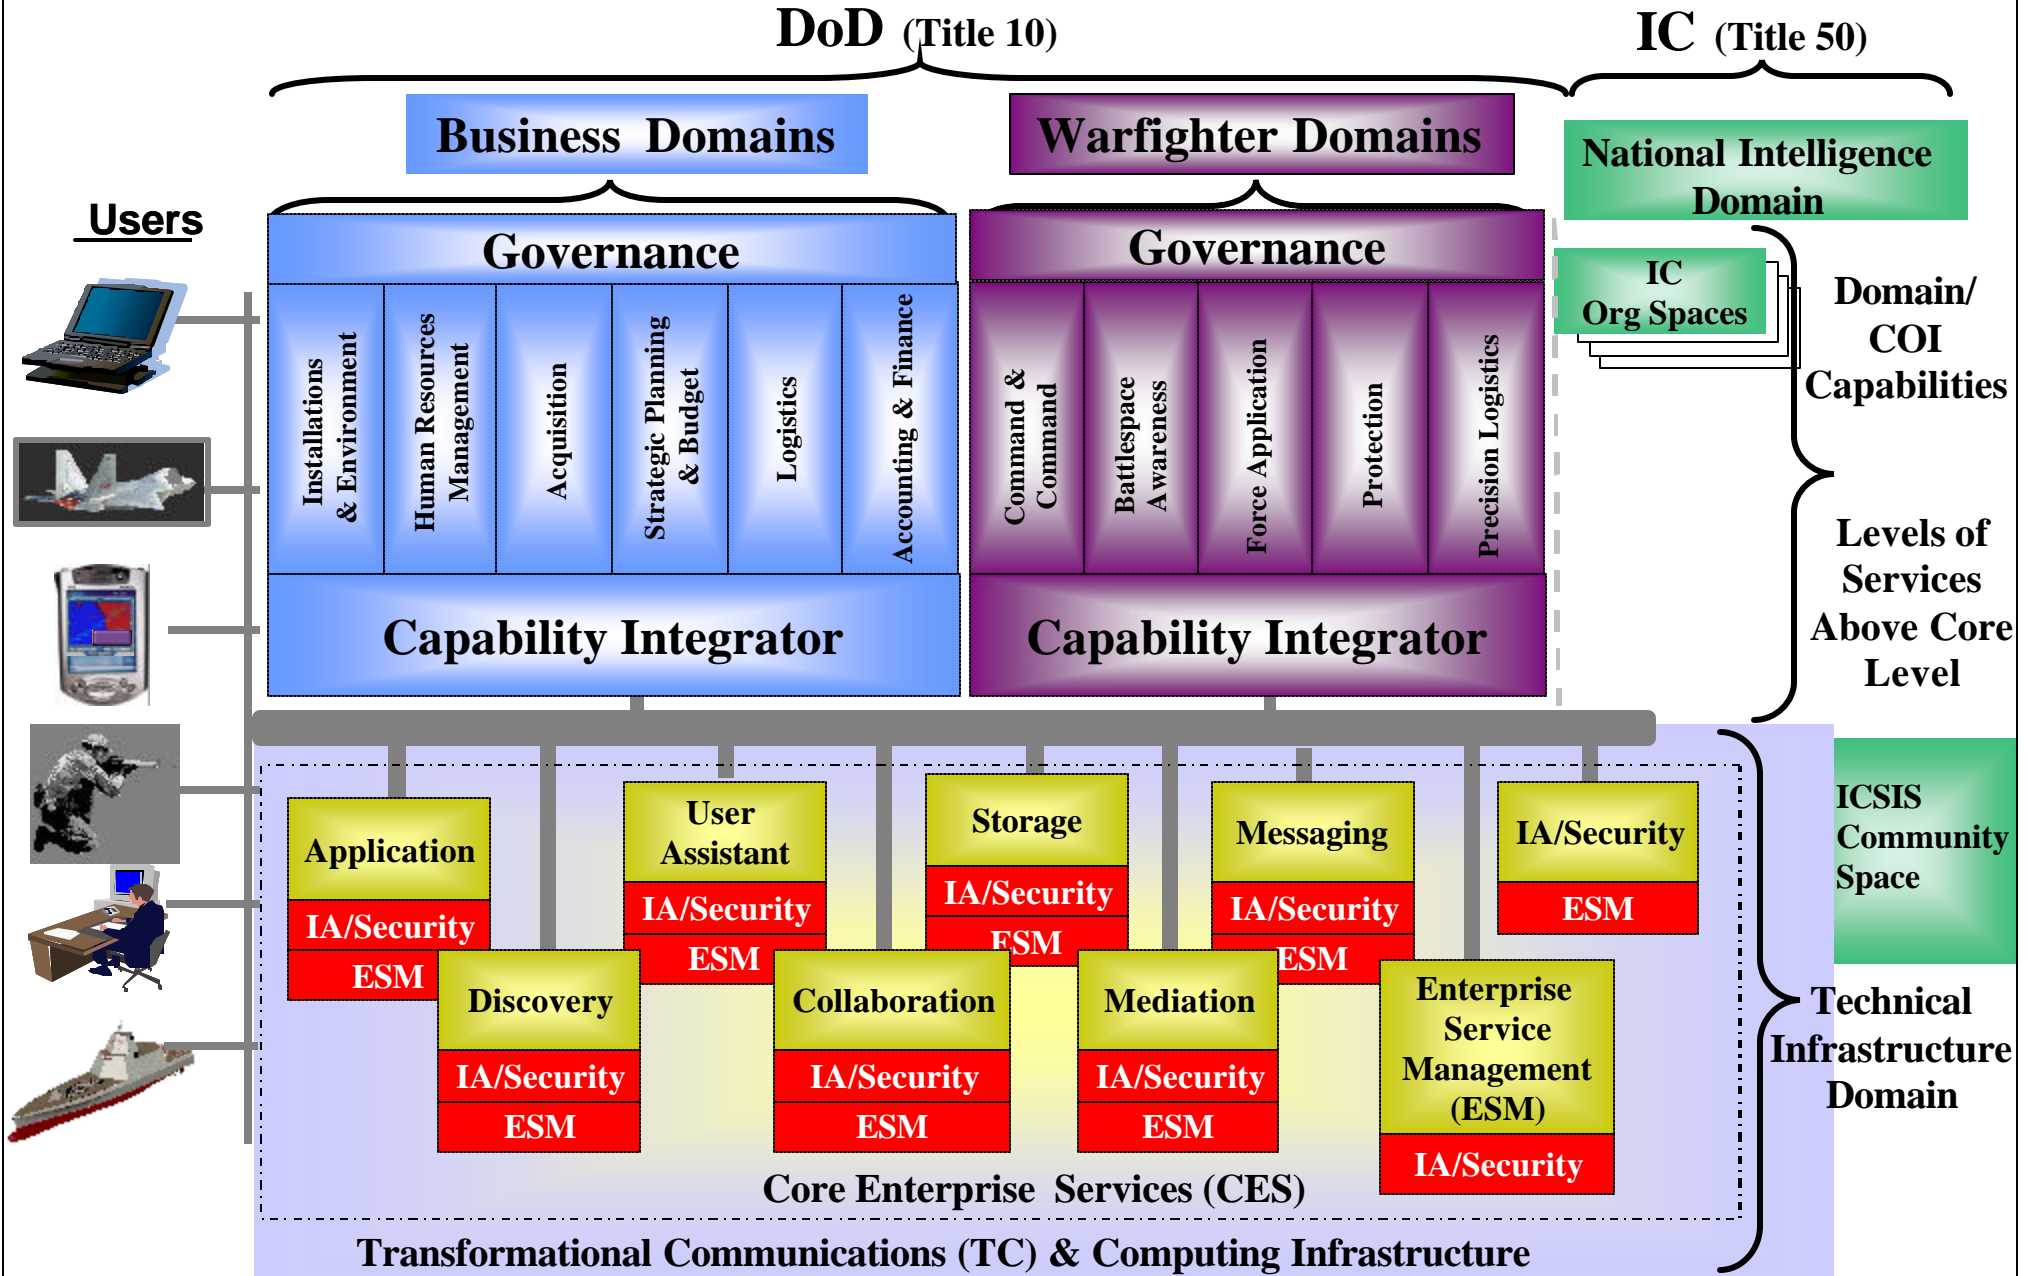 DoD (Title 10)
IC (Title 50)
Business Domains
Warfighter Domains
National Intelligence
Domain
Users
Governance
Installations
& Environment
Human Resources
Management
Acquisition
Strategic Planning
& Budget
Logistics
Accounting & Finance
Capability Integrator
Governance
Command &
Command
Battlespace
Awareness
Force Application
Protection
Precision Logistics
Capability Integrator
IC
Org Spaces
Domain/
COI
Capabilities
Levels of
Services
Above Core
Level
Application
IA/Security
ESM
User
Assistant
IA/Security
ESM
Storage
IA/Security
ESM
Messaging
IA/Security
ESM
IA/Security
ESM
Discovery
IA/Security
ESM
Collaboration
IA/Security
ESM
Mediation
IA/Security
ESM
Enterprise
Service
Management
(ESM)
IA/Security
ICSIS
Community
Space
Technical
Infrastructure
Domain
Core Enterprise Services (CES)
Transformational Communications (TC) & Computing Infrastructure